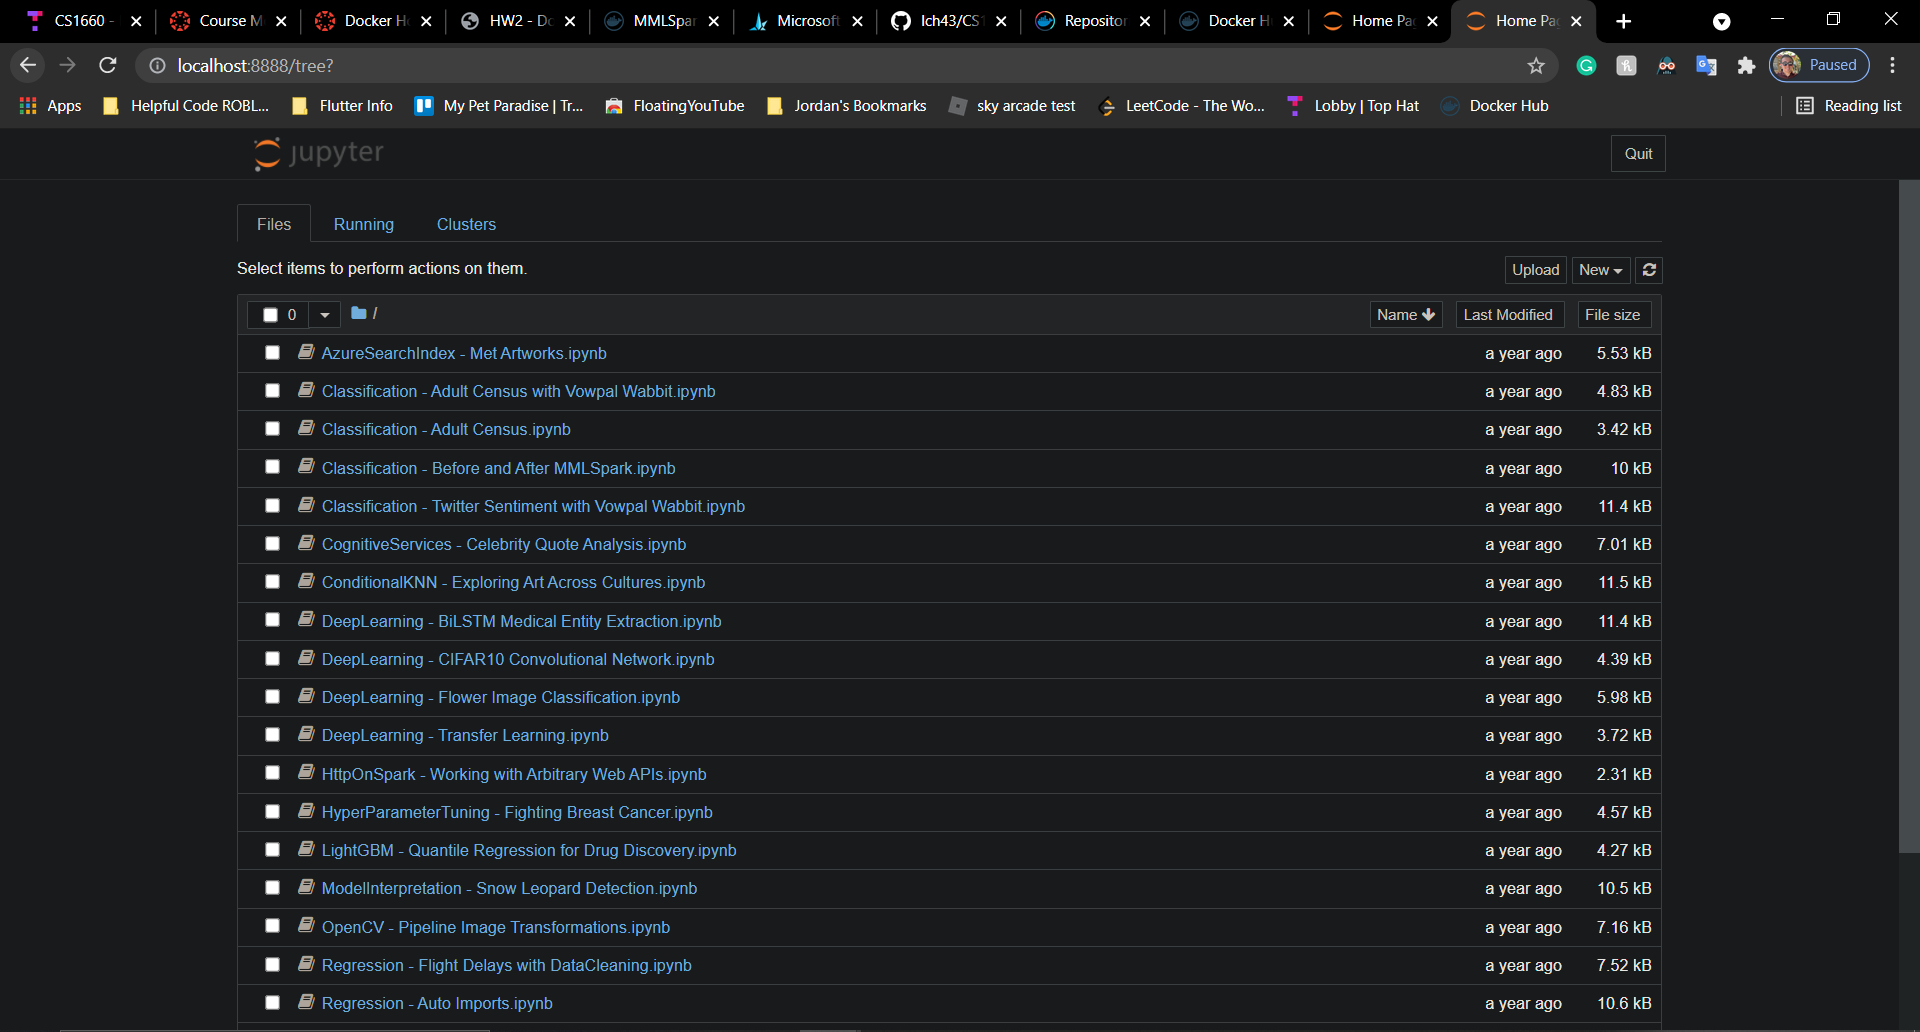 CS1660 - Course M Docker H HW2 - Do MMLSpar Microsoft lch43/CS1 Repositor Docker H Home Pa Home Pa
localhost:8888/tree?
Paused
Apps Helpful Code ROBL... Flutter Info My Pet Paradise | Tr... FloatingYouTube Jordan's Bookmarks sky arcade test LeetCode - The Wo... Lobby | Top Hat Docker Hub Reading list
jupyter Quit
Files Running Clusters
Select items to perform actions on them. Upload New
0 / Name Last Modified File size
AzureSearchIndex - Met Artworks.ipynb a year ago 5.53 kB
Classification - Adult Census with Vowpal Wabbit.ipynb a year ago 4.83 kB
Classification - Adult Census.ipynb a year ago 3.42 kB
Classification - Before and After MMLSpark.ipynb a year ago 10 kB
Classification - Twitter Sentiment with Vowpal Wabbit.ipynb a year ago 11.4 kB
CognitiveServices - Celebrity Quote Analysis.ipynb a year ago 7.01 kB
ConditionalKNN - Exploring Art Across Cultures.ipynb a year ago 11.5 kB
DeepLearning - BiLSTM Medical Entity Extraction.ipynb a year ago 11.4 kB
DeepLearning - CIFAR10 Convolutional Network.ipynb a year ago 4.39 kB
DeepLearning - Flower Image Classification.ipynb a year ago 5.98 kB
DeepLearning - Transfer Learning.ipynb a year ago 3.72 kB
HttpOnSpark - Working with Arbitrary Web APIs.ipynb a year ago 2.31 kB
HyperParameterTuning - Fighting Breast Cancer.ipynb a year ago 4.57 kB
LightGBM - Quantile Regression for Drug Discovery.ipynb a year ago 4.27 kB
ModelInterpretation - Snow Leopard Detection.ipynb a year ago 10.5 kB
OpenCV - Pipeline Image Transformations.ipynb a year ago 7.16 kB
Regression - Flight Delays with DataCleaning.ipynb a year ago 7.52 kB
Regression - Auto Imports.ipynb a year ago 10.6 kB